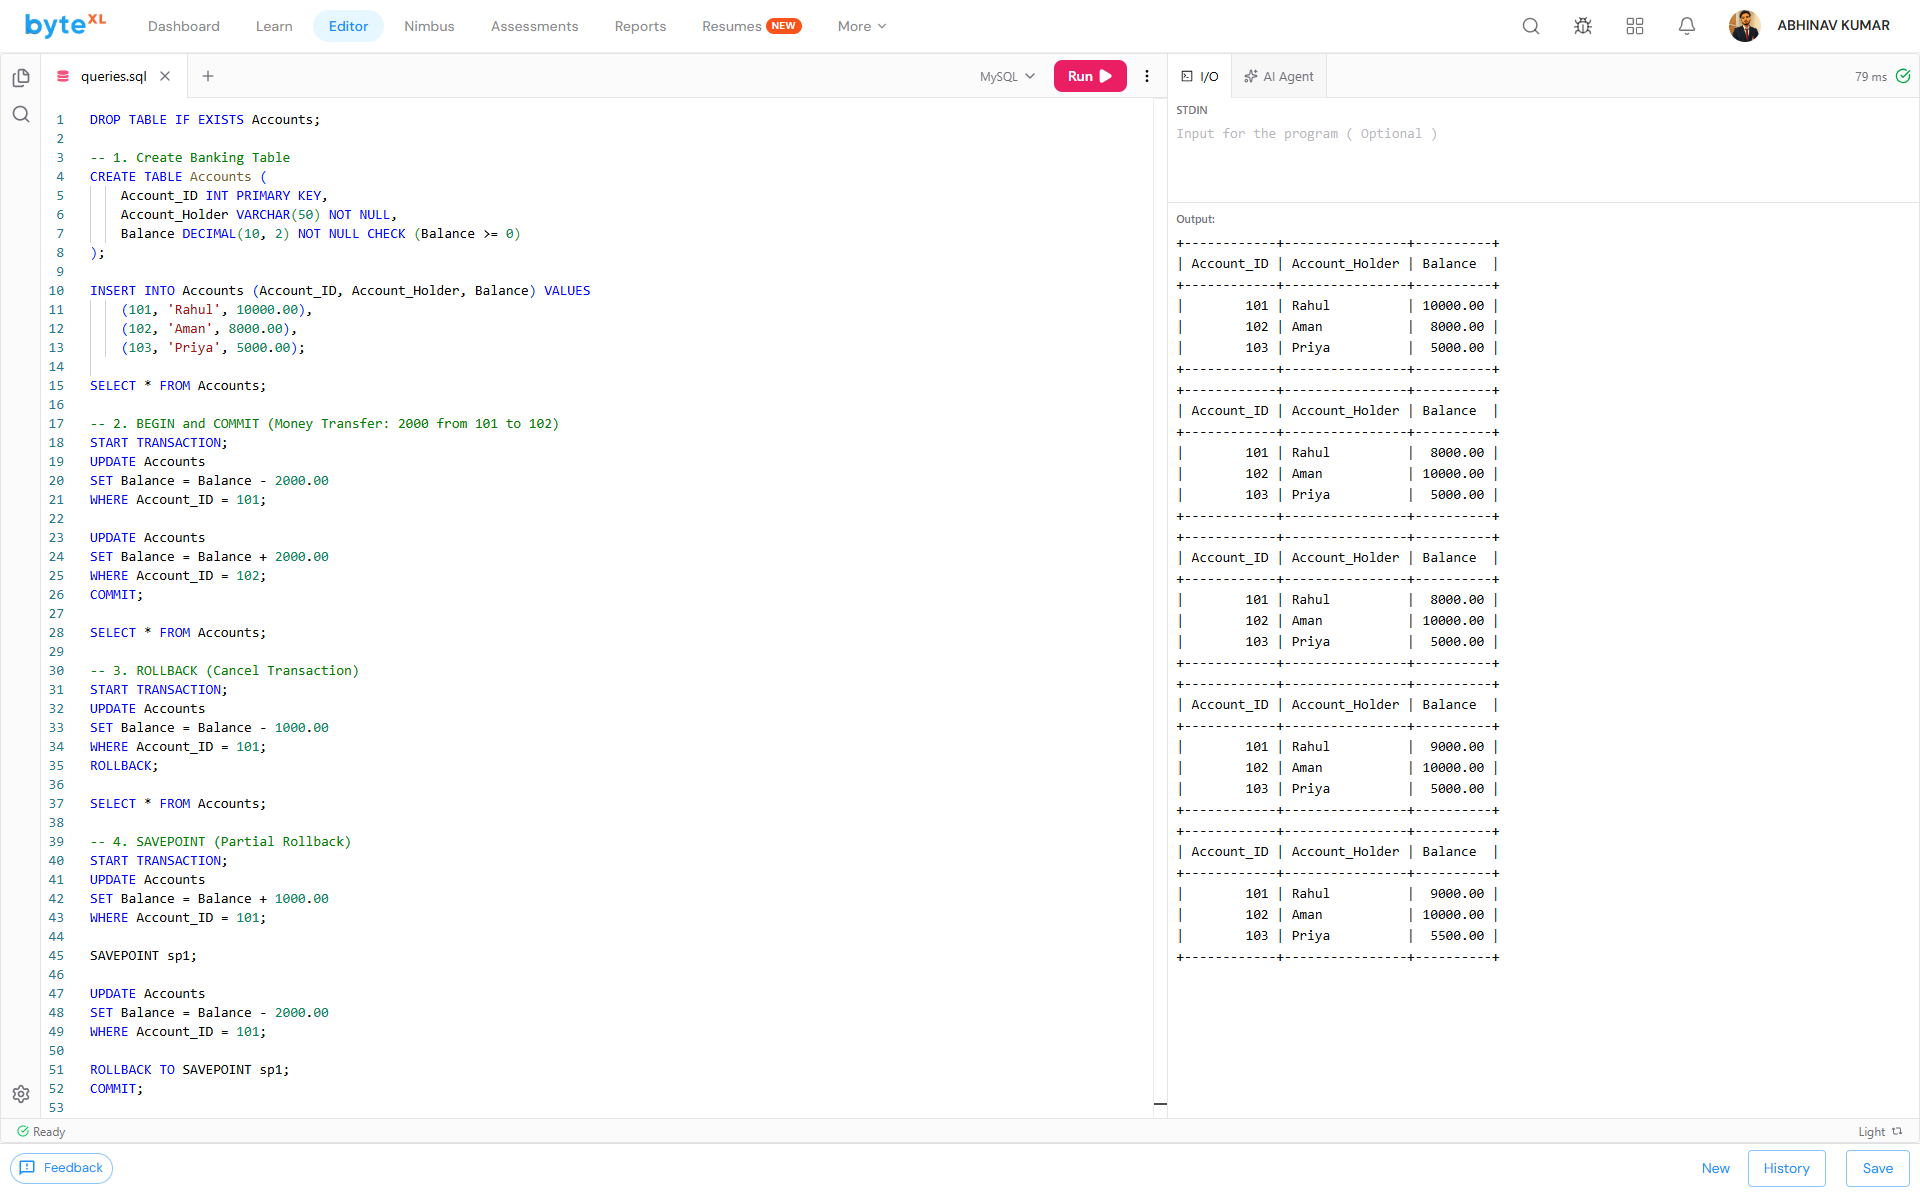 byteXL Dashboard Learn Editor Nimbus Assessments Reports Resumes NEW More ABHINAV KUMAR
queries.sql MySQL Run
1 DROP TABLE IF EXISTS Accounts;
2
3 -- 1. Create Banking Table
4 CREATE TABLE Accounts (
5 Account_ID INT PRIMARY KEY,
6 Account_Holder VARCHAR(50) NOT NULL,
7 Balance DECIMAL(10, 2) NOT NULL CHECK (Balance >= 0)
8 );
9
10 INSERT INTO Accounts (Account_ID, Account_Holder, Balance) VALUES
11 (101, 'Rahul', 10000.00),
12 (102, 'Aman', 8000.00),
13 (103, 'Priya', 5000.00);
14
15 SELECT * FROM Accounts;
16
17 -- 2. BEGIN and COMMIT (Money Transfer: 2000 from 101 to 102)
18 START TRANSACTION;
19 UPDATE Accounts
20 SET Balance = Balance - 2000.00
21 WHERE Account_ID = 101;
22
23 UPDATE Accounts
24 SET Balance = Balance + 2000.00
25 WHERE Account_ID = 102;
26 COMMIT;
27
28 SELECT * FROM Accounts;
29
30 -- 3. ROLLBACK (Cancel Transaction)
31 START TRANSACTION;
32 UPDATE Accounts
33 SET Balance = Balance - 1000.00
34 WHERE Account_ID = 101;
35 ROLLBACK;
36
37 SELECT * FROM Accounts;
38
39 -- 4. SAVEPOINT (Partial Rollback)
40 START TRANSACTION;
41 UPDATE Accounts
42 SET Balance = Balance + 1000.00
43 WHERE Account_ID = 101;
44
45 SAVEPOINT sp1;
46
47 UPDATE Accounts
48 SET Balance = Balance - 2000.00
49 WHERE Account_ID = 101;
50
51 ROLLBACK TO SAVEPOINT sp1;
52 COMMIT;
53
I/O AI Agent 79 ms
STDIN
Input for the program ( Optional )
Output:
+------------+----------------+----------+
| Account_ID | Account_Holder | Balance  |
+------------+----------------+----------+
|        101 | Rahul          | 10000.00 |
|        102 | Aman           |  8000.00 |
|        103 | Priya          |  5000.00 |
+------------+----------------+----------+
+------------+----------------+----------+
| Account_ID | Account_Holder | Balance  |
+------------+----------------+----------+
|        101 | Rahul          |  8000.00 |
|        102 | Aman           | 10000.00 |
|        103 | Priya          |  5000.00 |
+------------+----------------+----------+
+------------+----------------+----------+
| Account_ID | Account_Holder | Balance  |
+------------+----------------+----------+
|        101 | Rahul          |  8000.00 |
|        102 | Aman           | 10000.00 |
|        103 | Priya          |  5000.00 |
+------------+----------------+----------+
+------------+----------------+----------+
| Account_ID | Account_Holder | Balance  |
+------------+----------------+----------+
|        101 | Rahul          |  9000.00 |
|        102 | Aman           | 10000.00 |
|        103 | Priya          |  5000.00 |
+------------+----------------+----------+
+------------+----------------+----------+
| Account_ID | Account_Holder | Balance  |
+------------+----------------+----------+
|        101 | Rahul          |  9000.00 |
|        102 | Aman           | 10000.00 |
|        103 | Priya          |  5500.00 |
+------------+----------------+----------+
Ready Light
Feedback New History Save